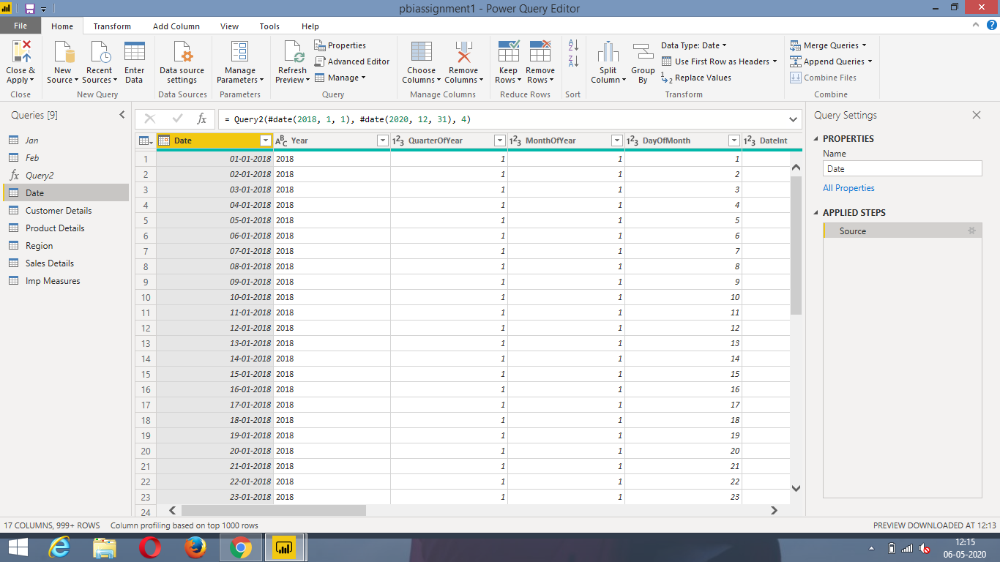 pbiassignment1 - Power Query Editor
File Home Transform Add Column View Tools Help
Close & Apply
New Source
Recent Sources
Enter Data
Data source settings
Manage Parameters
Refresh Preview
Properties
Advanced Editor
Manage
Choose Columns
Remove Columns
Keep Rows
Remove Rows
Split Column
Group By
Data Type: Date
Use First Row as Headers
Replace Values
Merge Queries
Append Queries
Combine Files
Close New Query Data Sources Parameters Query Manage Columns Reduce Rows Sort Transform Combine
Queries [9]
Jan
Feb
fx Query2
Date
Customer Details
Product Details
Region
Sales Details
Imp Measures
fx = Query2(#date(2018, 1, 1), #date(2020, 12, 31), 4)
Date ABC Year 123 QuarterOfYear 123 MonthOfYear 123 DayOfMonth 123 DateInt
1 01-01-2018 2018 1 1 1
2 02-01-2018 2018 1 1 2
3 03-01-2018 2018 1 1 3
4 04-01-2018 2018 1 1 4
5 05-01-2018 2018 1 1 5
6 06-01-2018 2018 1 1 6
7 07-01-2018 2018 1 1 7
8 08-01-2018 2018 1 1 8
9 09-01-2018 2018 1 1 9
10 10-01-2018 2018 1 1 10
11 11-01-2018 2018 1 1 11
12 12-01-2018 2018 1 1 12
13 13-01-2018 2018 1 1 13
14 14-01-2018 2018 1 1 14
15 15-01-2018 2018 1 1 15
16 16-01-2018 2018 1 1 16
17 17-01-2018 2018 1 1 17
18 18-01-2018 2018 1 1 18
19 19-01-2018 2018 1 1 19
20 20-01-2018 2018 1 1 20
21 21-01-2018 2018 1 1 21
22 22-01-2018 2018 1 1 22
23 23-01-2018 2018 1 1 23
24
Query Settings
PROPERTIES
Name
Date
All Properties
APPLIED STEPS
Source
17 COLUMNS, 999+ ROWS Column profiling based on top 1000 rows PREVIEW DOWNLOADED AT 12:13
12:15
06-05-2020